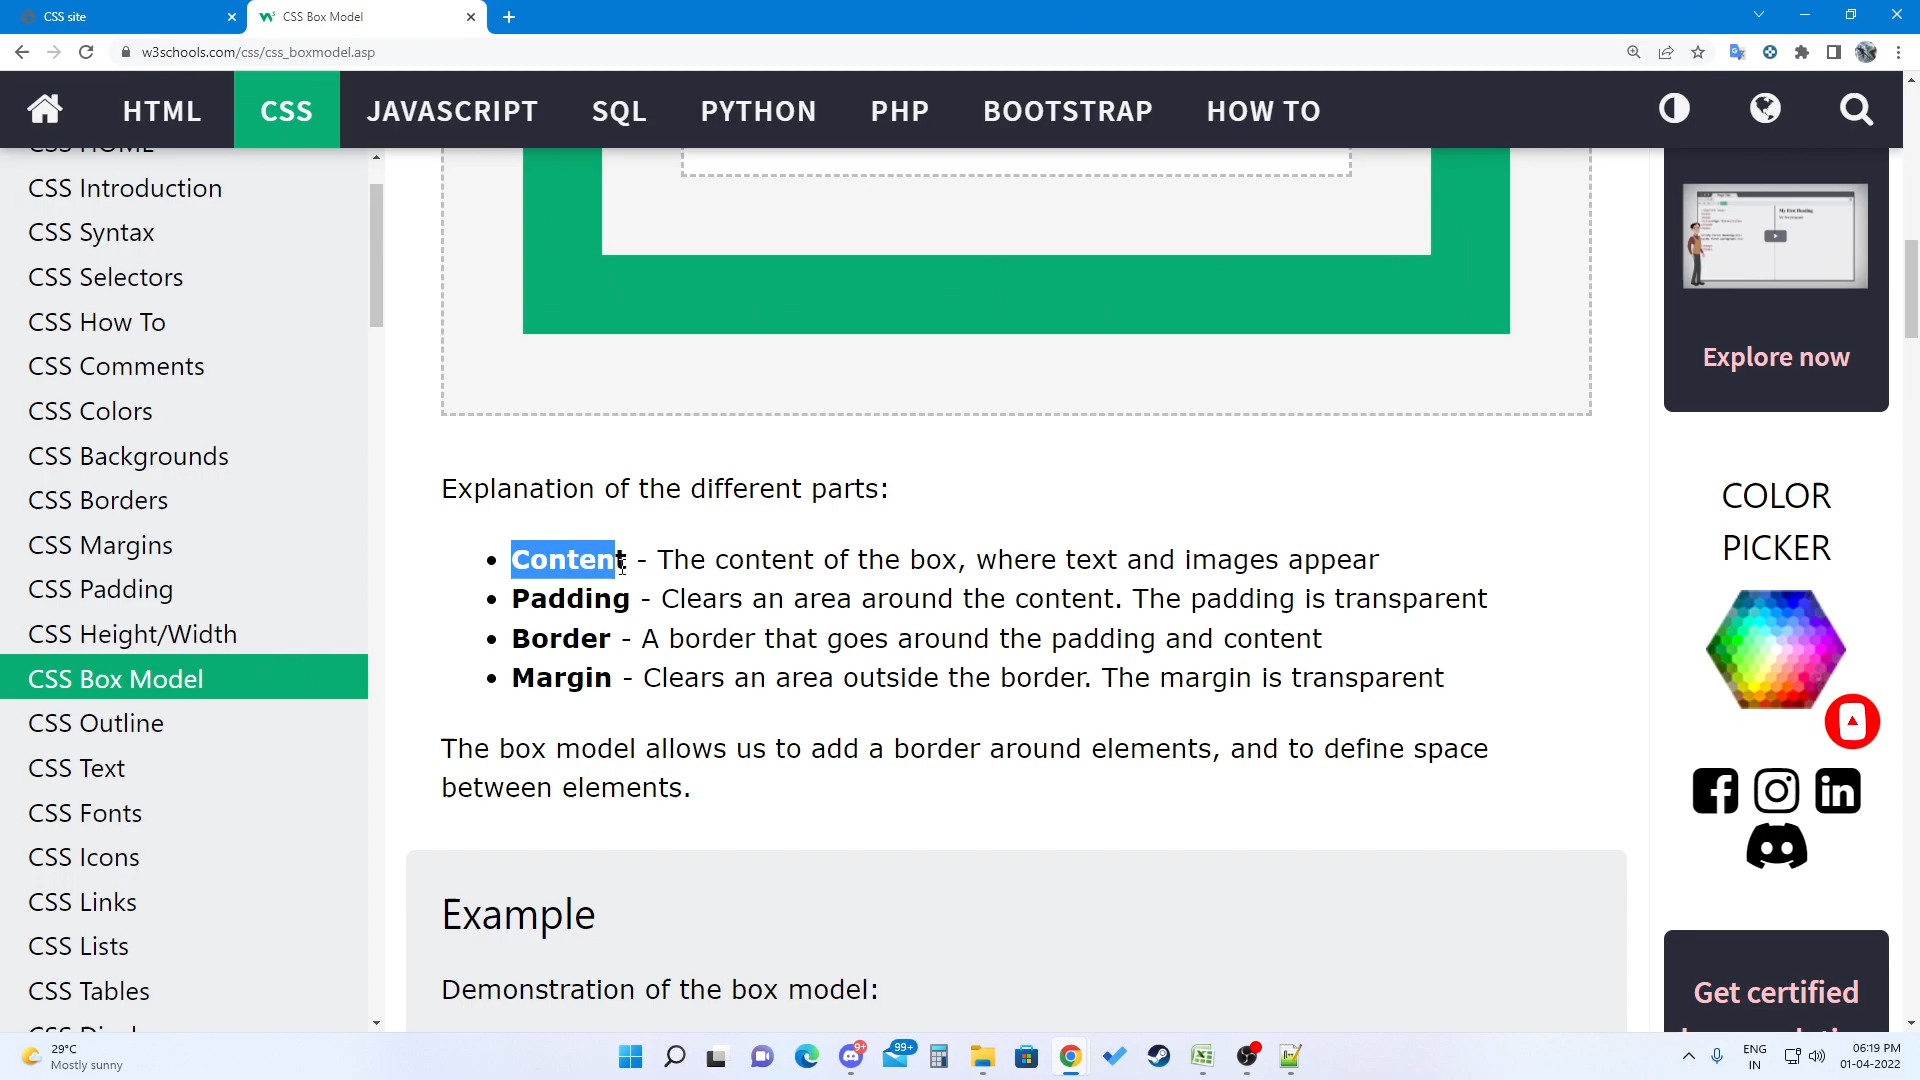 CSS site
CSS Box Model
w3schools.com/css/css_boxmodel.asp
HTML
CSS
JAVASCRIPT
SQL
PYTHON
PHP
BOOTSTRAP
HOW TO
CSS HOME
CSS Introduction
CSS Syntax
CSS Selectors
CSS How To
CSS Comments
CSS Colors
CSS Backgrounds
CSS Borders
CSS Margins
CSS Padding
CSS Height/Width
CSS Box Model
CSS Outline
CSS Text
CSS Fonts
CSS Icons
CSS Links
CSS Lists
CSS Tables
Explanation of the different parts:
• Content - The content of the box, where text and images appear
• Padding - Clears an area around the content. The padding is transparent
• Border - A border that goes around the padding and content
• Margin - Clears an area outside the border. The margin is transparent
The box model allows us to add a border around elements, and to define space
between elements.
Example
Demonstration of the box model:
My First Heading
Explore now
COLOR
PICKER
Get certified
29°C
Mostly sunny
9+
99+
ENG
IN
06:19 PM
01-04-2022